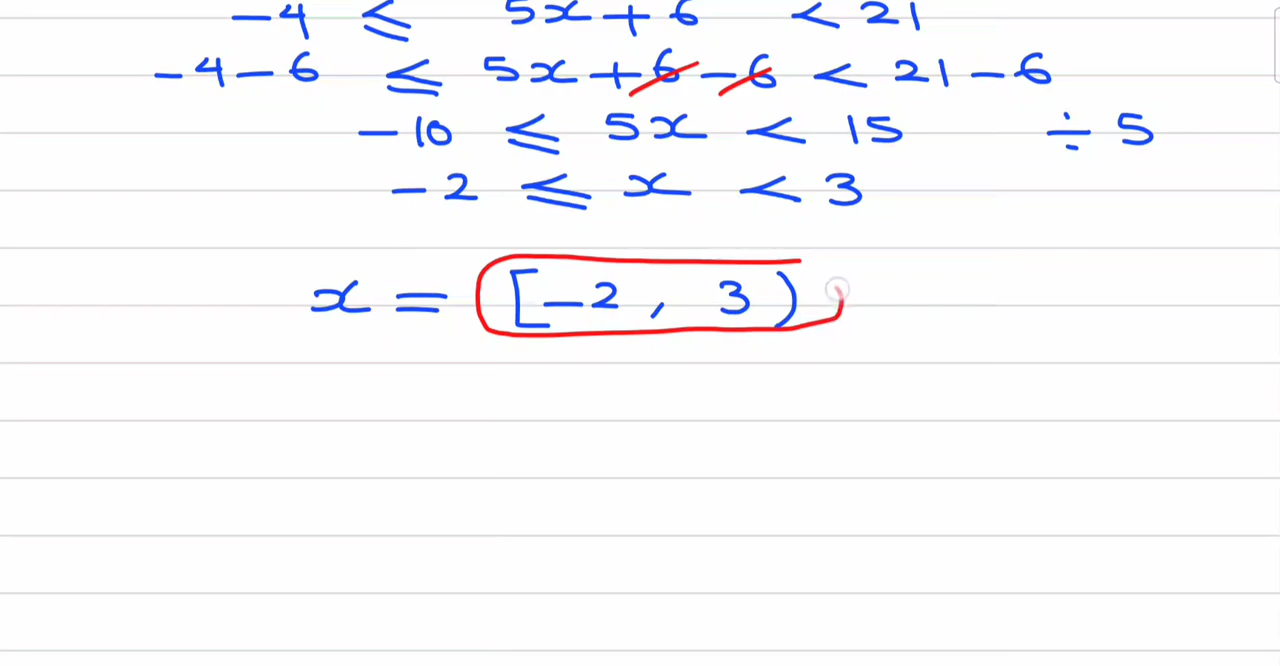 -4 ≤ 5x + 6 < 21
-4 - 6 ≤ 5x + 6 - 6 < 21 - 6
-10 ≤ 5x < 15 ÷ 5
-2 ≤ x < 3
x = [-2 , 3)